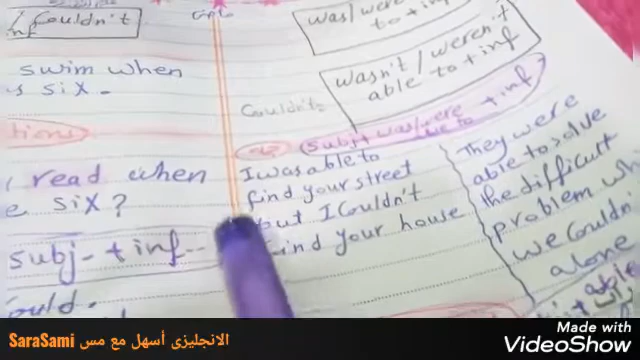 Couldn't
swim when
six.
read when
six?
subj. + inf...
was/were
to + inf
wasn't / weren't
able to + inf
Couldn't:
subj + was/were able to + inf
I was able to
find your street
but I Couldn't
find your house
They were
able to solve
the difficult
problem
we Couldn't
alone
الانجليزى أسهل مع مس SaraSami
Made with
VideoShow